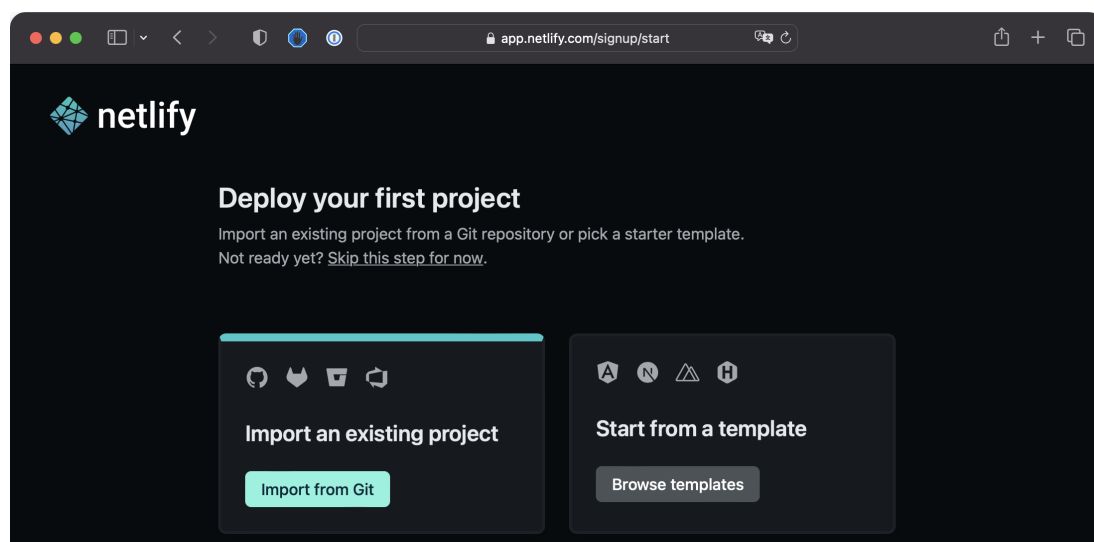 app.netlify.com/signup/start
netlify
Deploy your first project
Import an existing project from a Git repository or pick a starter template.
Not ready yet? Skip this step for now.
Import an existing project
Import from Git
Start from a template
Browse templates